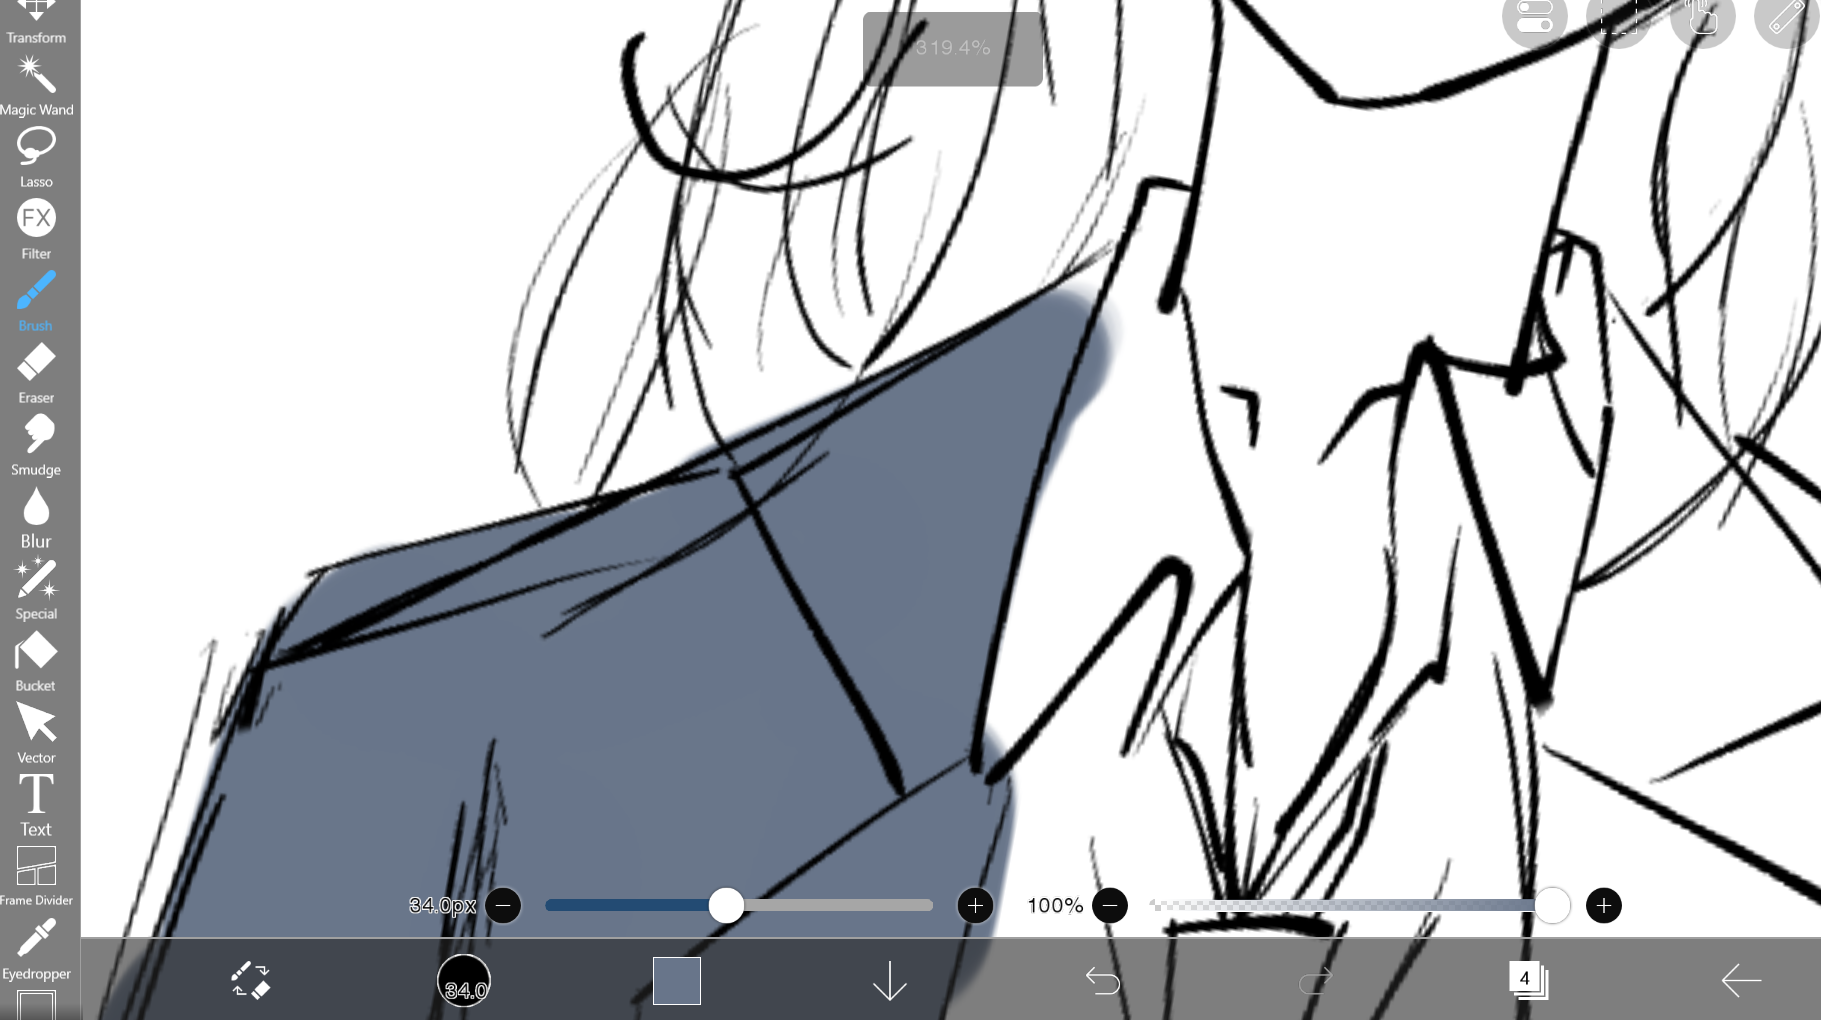 Transform
319.4%
Magic Wand
Lasso
FX
Filter
Brush
Eraser
Smudge
Blur
Special
Bucket
Vector
T
Text
Frame Divider
Eyedropper
34.0px
100%
34.0
4